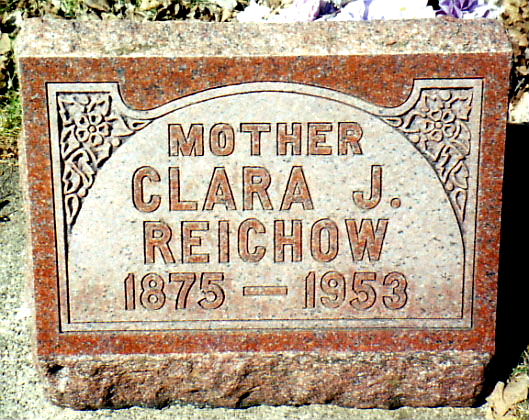 MOTHER
CLARA J.
REICHOW
1875 — 1953